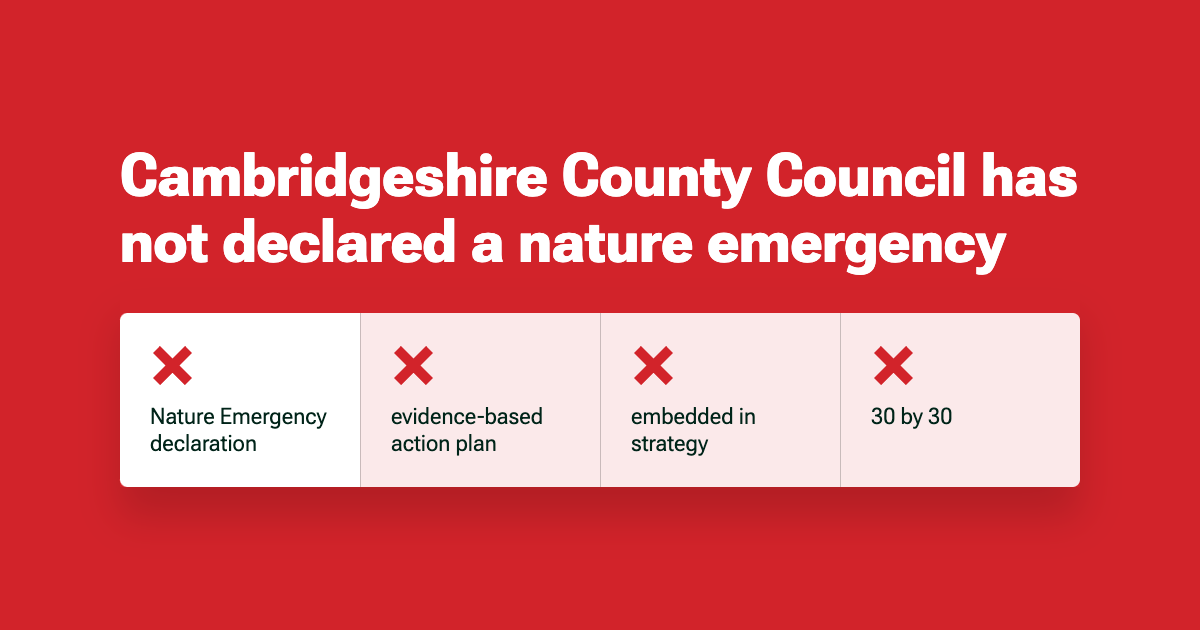 Cambridgeshire County Council has
not declared a nature emergency
Nature Emergency
declaration
evidence-based
action plan
embedded in
strategy
30 by 30